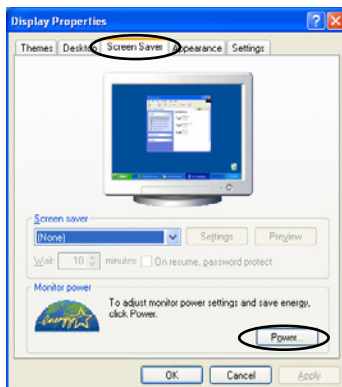 Display Properties
Themes Desktop Screen Saver Appearance Settings
Screen saver
(None) Settings Preview
Wait: 10 minutes On resume, password protect
Monitor power
To adjust monitor power settings and save energy,
click Power.
energy
Power...
OK Cancel Apply